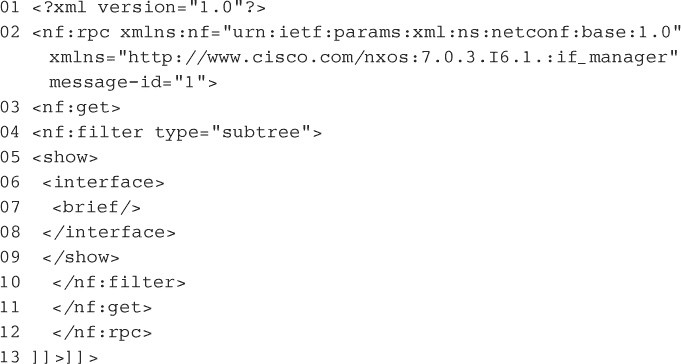 01 <?xml version="1.0"?>
02 <nf:rpc xmlns:nf="urn:ietf:params:xml:ns:netconf:base:1.0"
xmlns="http://www.cisco.com/nxos:7.0.3.I6.1.:if_manager"
message-id="1">
03 <nf:get>
04 <nf:filter type="subtree">
05 <show>
06 <interface>
07 <brief/>
08 </interface>
09 </show>
10 </nf:filter>
11 </nf:get>
12 </nf:rpc>
13 ]]>]]>